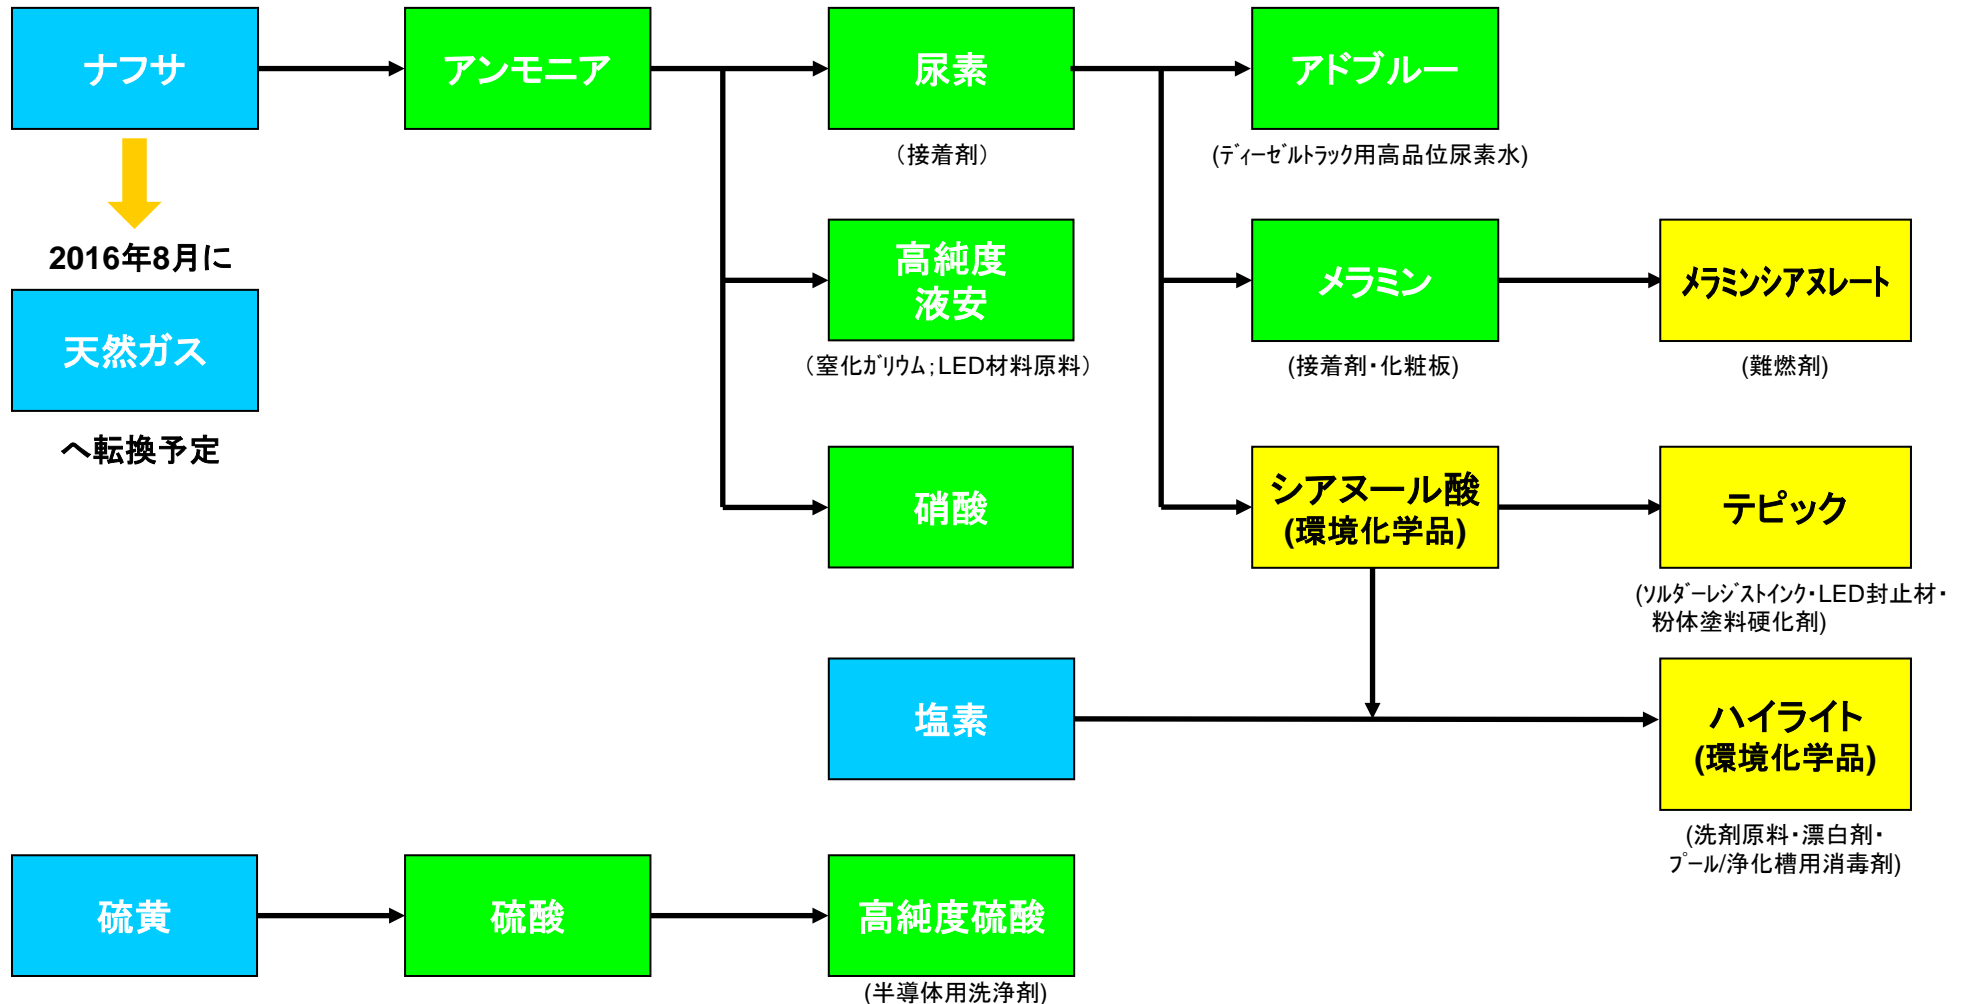 ナフサ
アンモニア
尿素
アドブルー
（接着剤）
(ﾃﾞｨｰｾﾞﾙﾄﾗｯｸ用高品位尿素水)
2016年8月に
天然ガス
へ転換予定
高純度
液安
（窒化ｶﾞﾘｳﾑ；LED材料原料）
メラミン
(接着剤・化粧板)
メラミンシアヌレート
(難燃剤)
硝酸
シアヌール酸
(環境化学品)
テピック
(ｿﾙﾀﾞｰﾚｼﾞｽﾄｲﾝｸ・LED封止材・
粉体塗料硬化剤)
塩素
ハイライト
(環境化学品)
(洗剤原料・漂白剤・
ﾌﾟｰﾙ/浄化槽用消毒剤)
硫黄
硫酸
高純度硫酸
(半導体用洗浄剤)